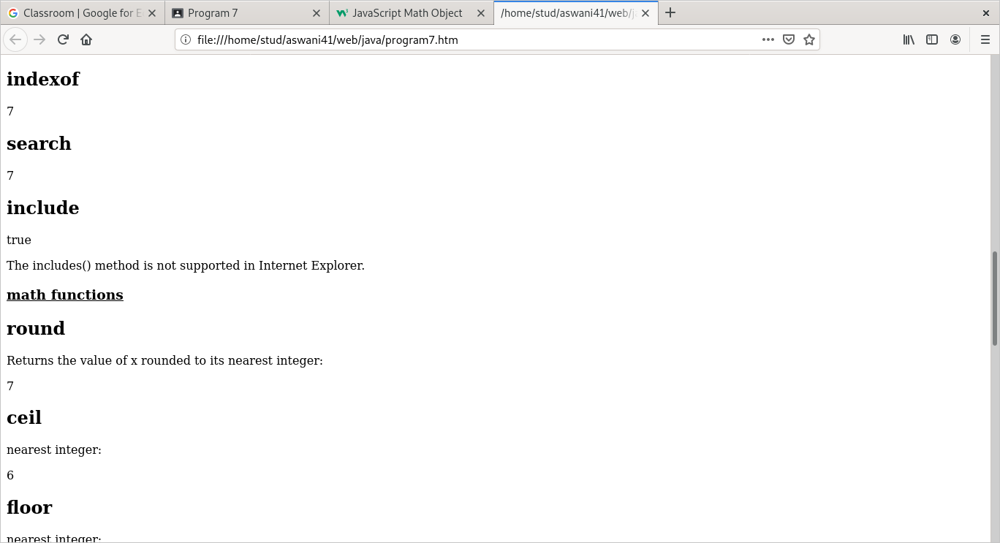 Classroom | Google for E
Program 7
JavaScript Math Object
/home/stud/aswani41/web/j
file:///home/stud/aswani41/web/java/program7.htm
indexof
7
search
7
include
true
The includes() method is not supported in Internet Explorer.
math functions
round
Returns the value of x rounded to its nearest integer:
7
ceil
nearest integer:
6
floor
nearest integer: